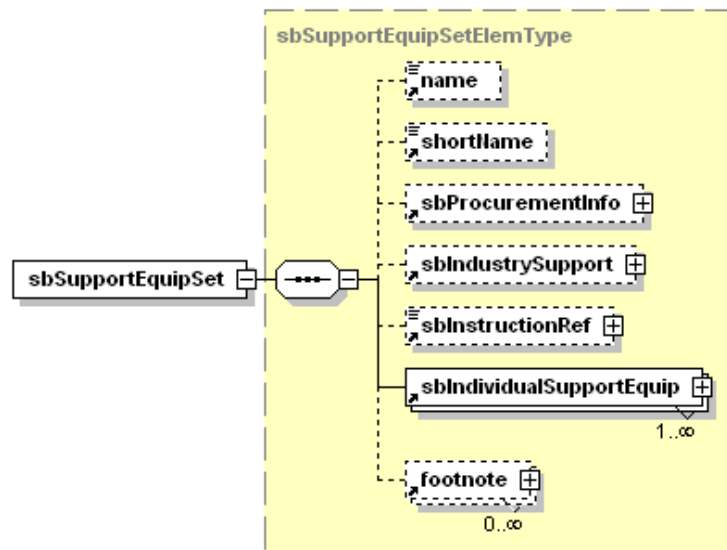 sbSupportEquipSetElemType
name
shortName
sbProcurementInfo
sbIndustrySupport
sbSupportEquipSet
sbInstructionRef
sbIndividualSupportEquip
1..∞
footnote
0..∞